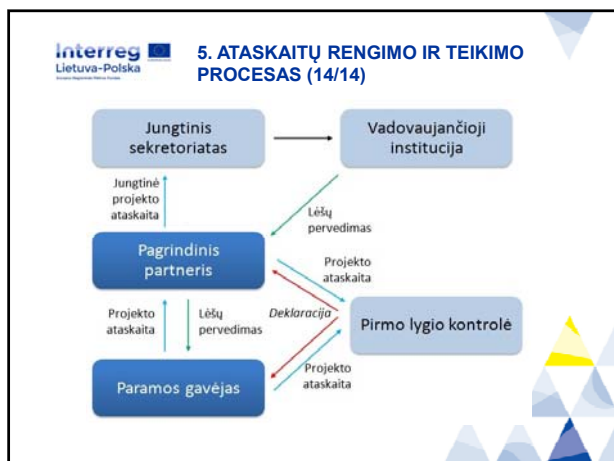 Interreg
Lietuva-Polska
5. ATASKAITŲ RENGIMO IR TEIKIMO
PROCESAS (14/14)
Jungtinis
sekretoriatas
Vadovaujančioji
institucija
Jungtinė
projekto
ataskaita
Lėšų
pervedimas
Pagrindinis
partneris
Projekto
ataskaita
Projekto
ataskaita
Lėšų
pervedimas
Deklaracija
Pirmo lygio kontrolė
Paramos gavėjas
Projekto
ataskaita